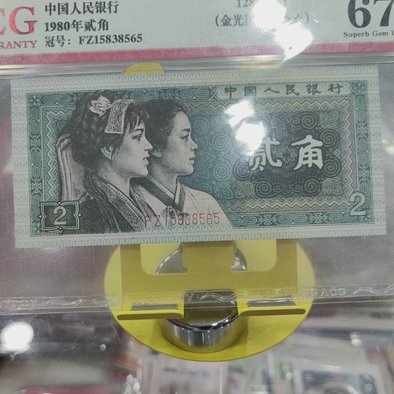 CG
中国人民银行
WARRANTY
1980年贰角
冠号：FZ15838565
67
Superb Gem
中国人民银行
贰角
FZ15838565
2
2